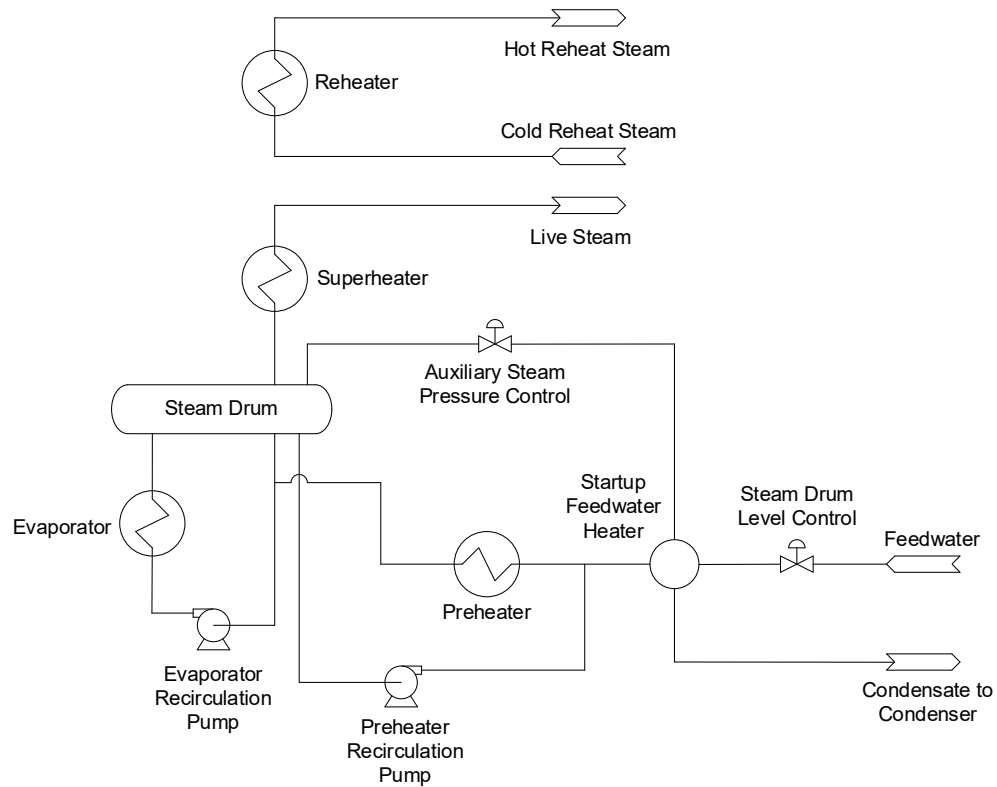 Hot Reheat Steam
Reheater
Cold Reheat Steam
Live Steam
Superheater
Auxiliary Steam
Pressure Control
Steam Drum
Startup
Feedwater
Heater
Steam Drum
Level Control
Evaporator
Feedwater
Preheater
Evaporator
Recirculation
Pump
Condensate to
Condenser
Preheater
Recirculation
Pump